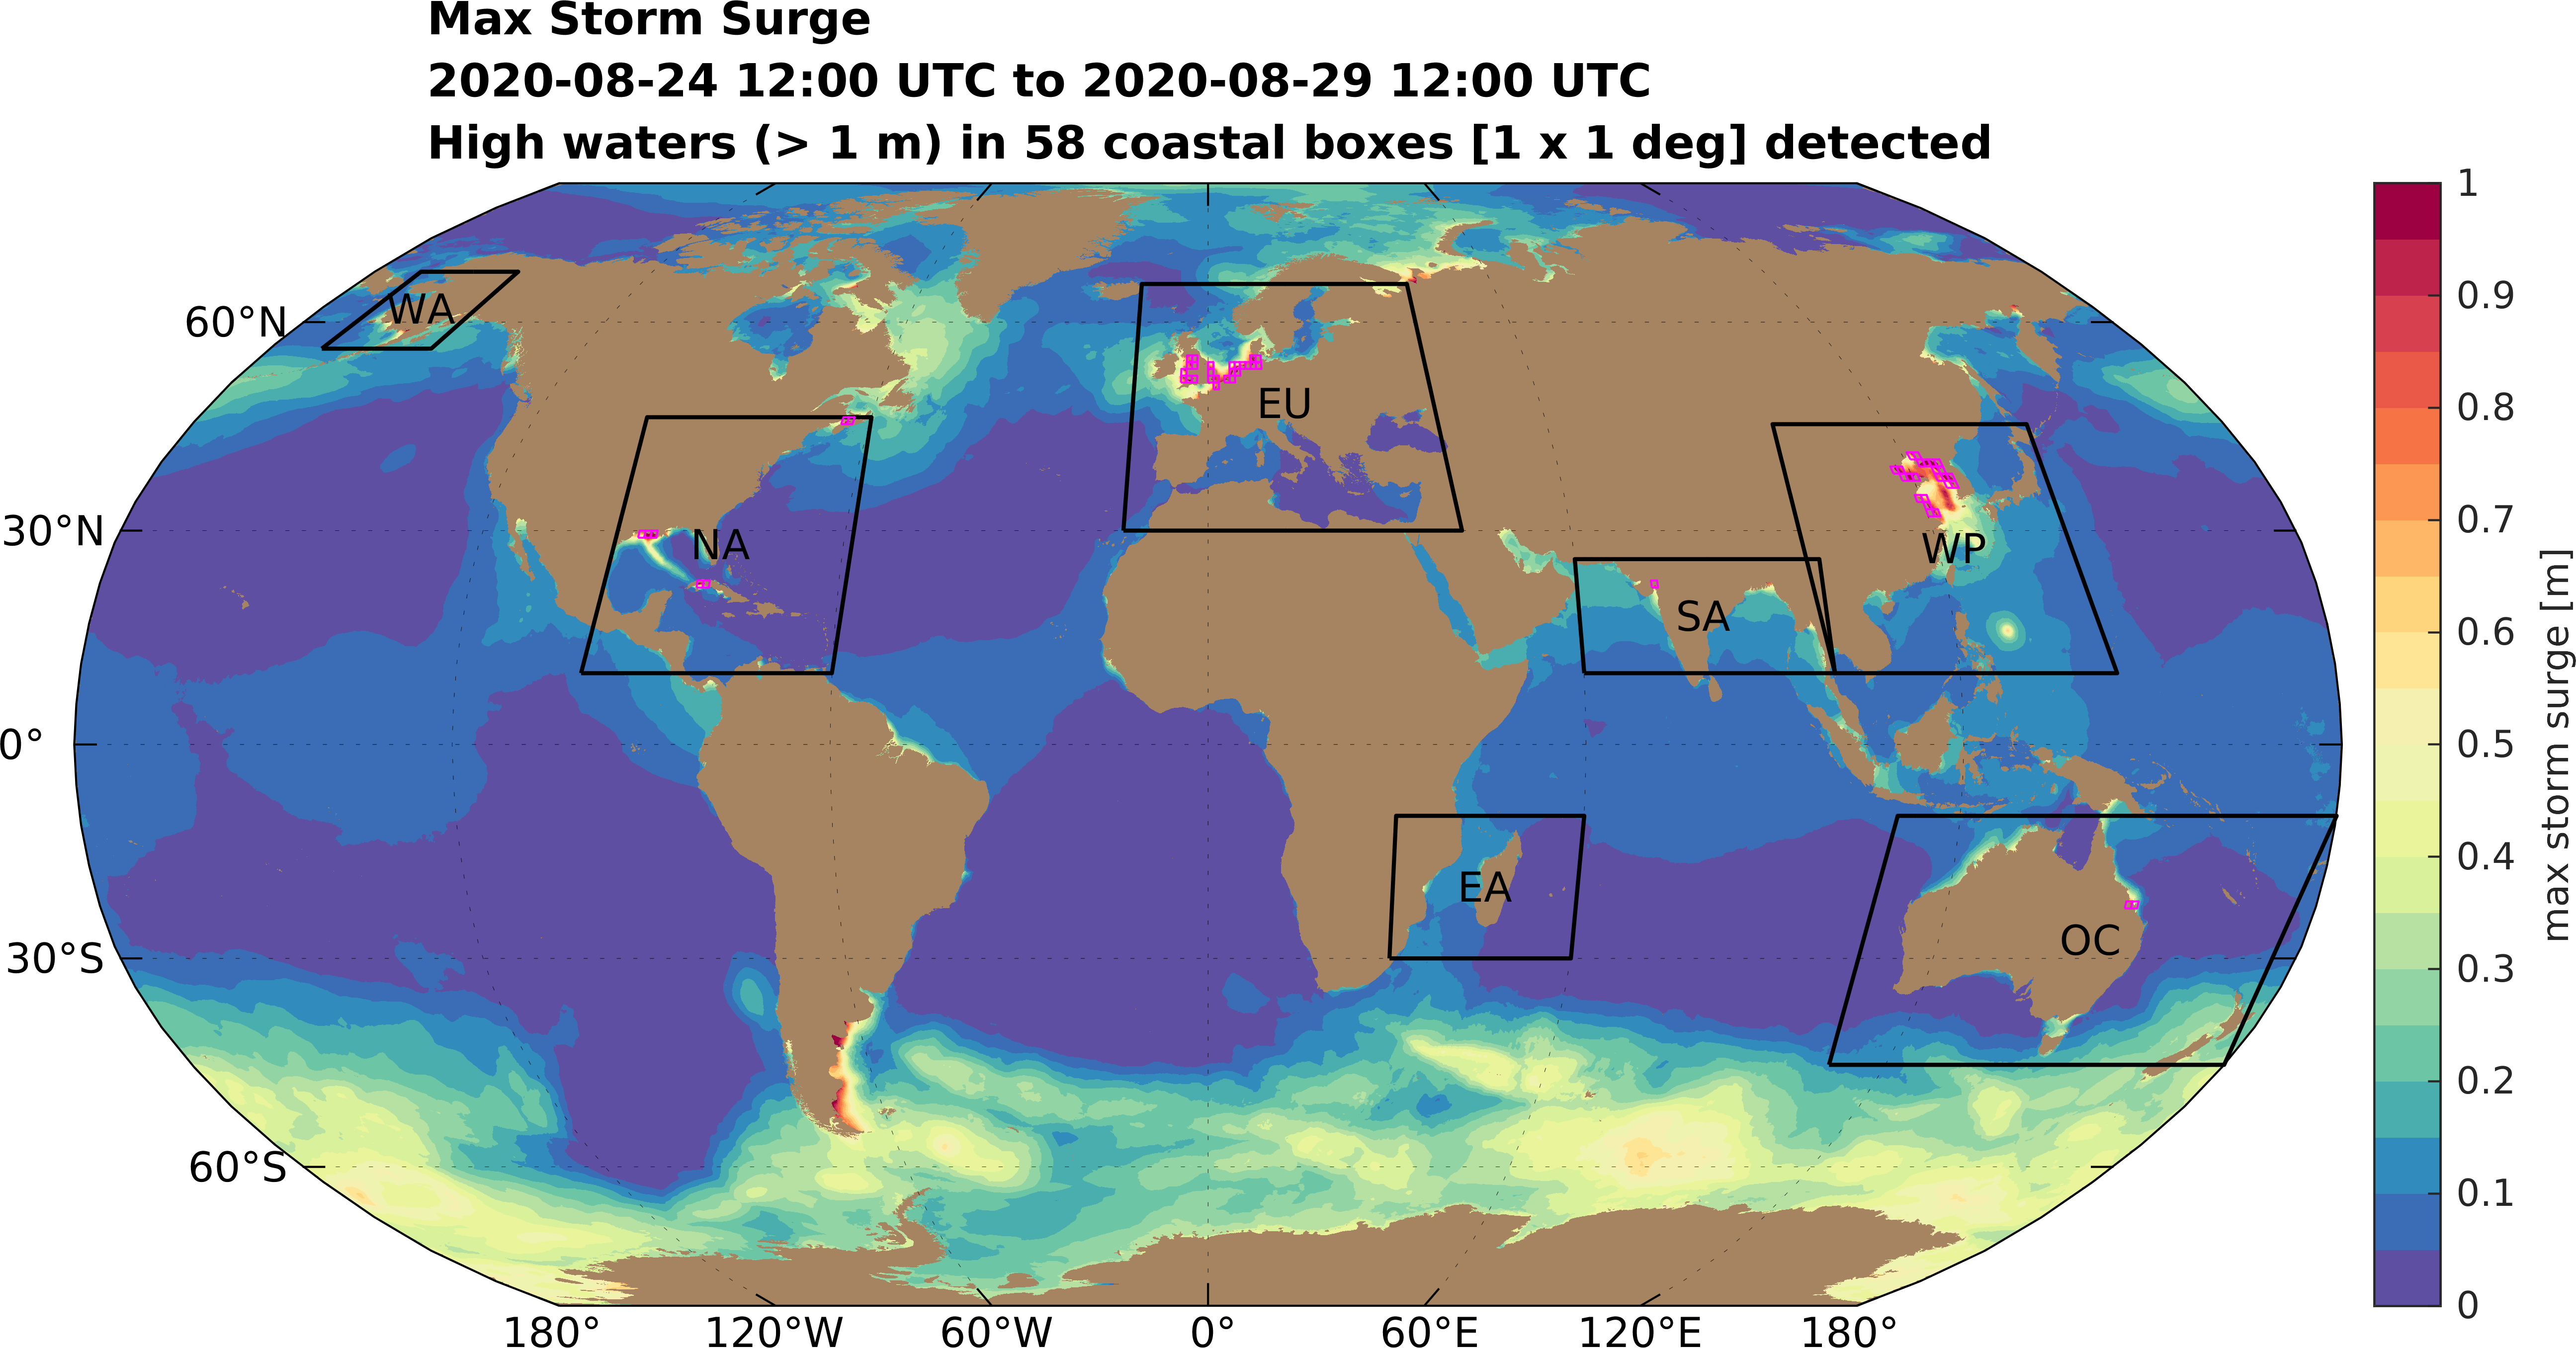 Max Storm Surge
2020-08-24 12:00 UTC to 2020-08-29 12:00 UTC
High waters (> 1 m) in 58 coastal boxes [1 x 1 deg] detected
60°N
30°N
0°
30°S
60°S
WA
NA
EU
SA
WP
EA
OC
180°
120°W
60°W
0°
60°E
120°E
180°
1
0.9
0.8
0.7
0.6
0.5
0.4
0.3
0.2
0.1
0
max storm surge [m]